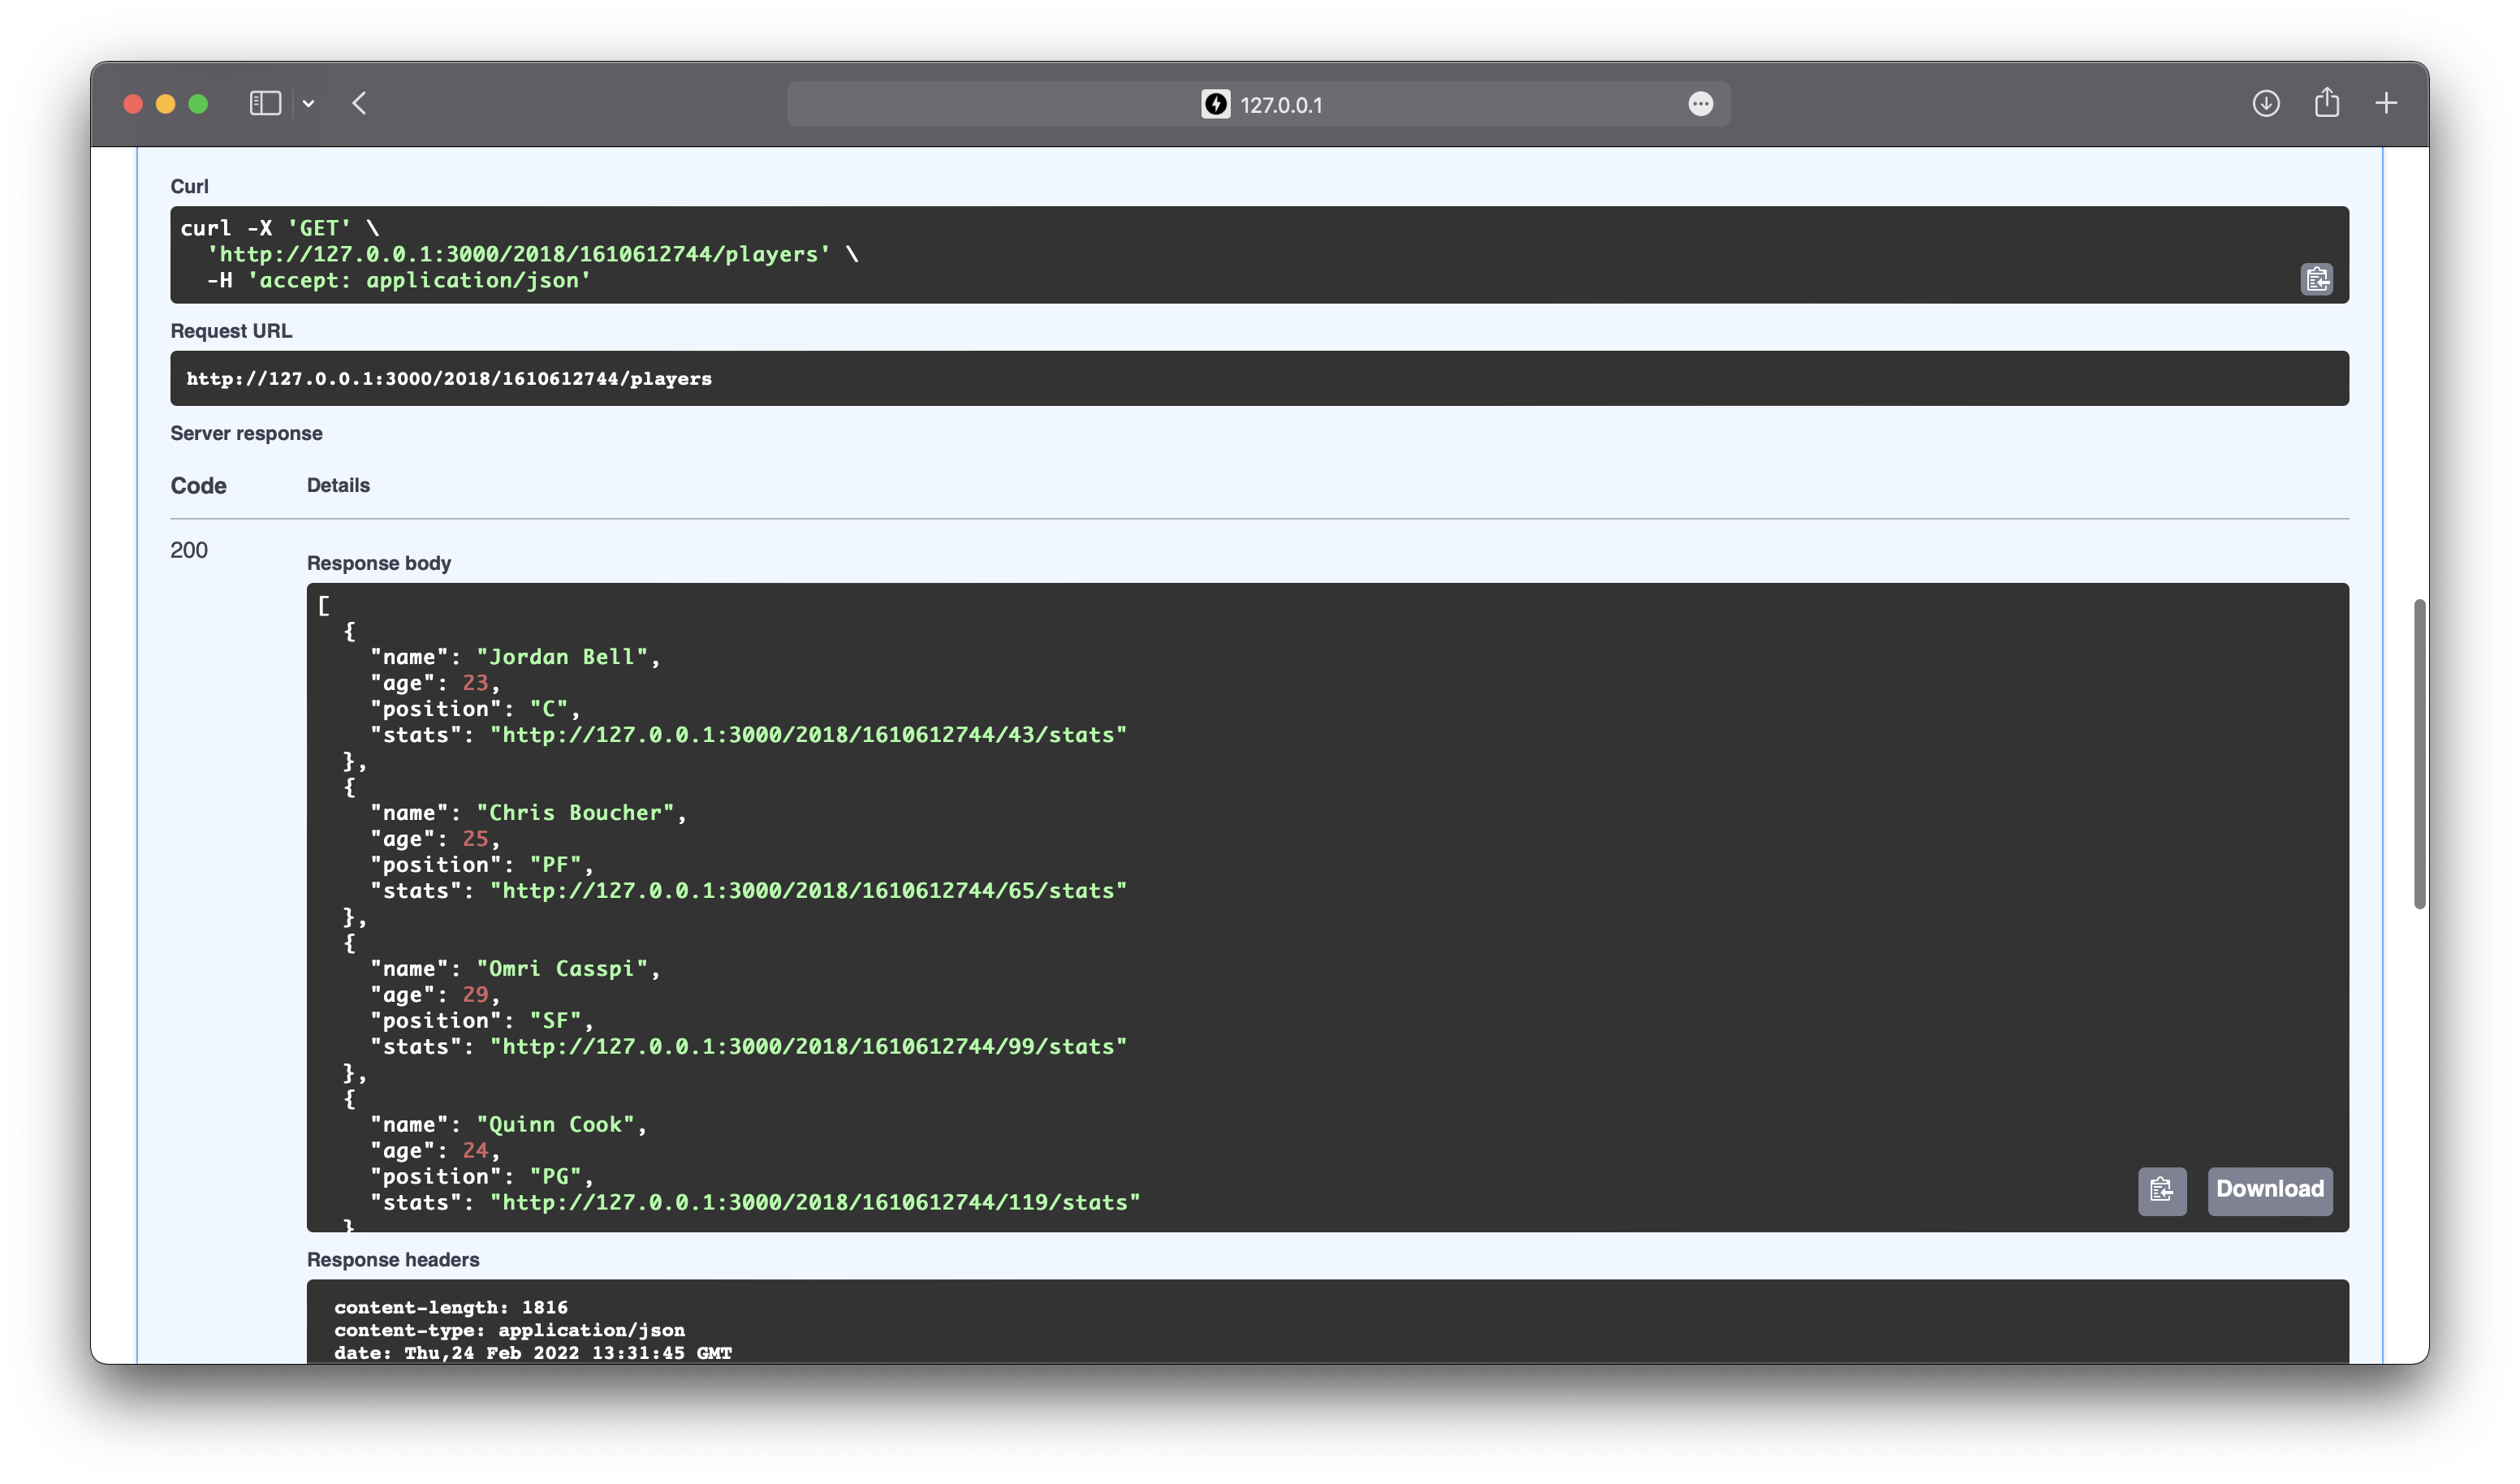 127.0.0.1
Curl
curl -X 'GET' \
  'http://127.0.0.1:3000/2018/1610612744/players' \
  -H 'accept: application/json'
Request URL
http://127.0.0.1:3000/2018/1610612744/players
Server response
Code Details
200
Response body
[
  {
    "name": "Jordan Bell",
    "age": 23,
    "position": "C",
    "stats": "http://127.0.0.1:3000/2018/1610612744/43/stats"
  },
  {
    "name": "Chris Boucher",
    "age": 25,
    "position": "PF",
    "stats": "http://127.0.0.1:3000/2018/1610612744/65/stats"
  },
  {
    "name": "Omri Casspi",
    "age": 29,
    "position": "SF",
    "stats": "http://127.0.0.1:3000/2018/1610612744/99/stats"
  },
  {
    "name": "Quinn Cook",
    "age": 24,
    "position": "PG",
    "stats": "http://127.0.0.1:3000/2018/1610612744/119/stats"
  }
Download
Response headers
content-length: 1816
content-type: application/json
date: Thu,24 Feb 2022 13:31:45 GMT